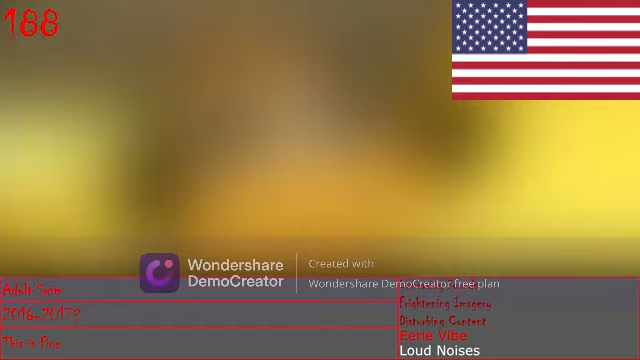 188
Wondershare
DemoCreator
Created with
Wondershare DemoCreator free plan
Adult Swim
2016-2017?
This is Fine
Frightening Imagery
Disturbing Content
Eerie Vibe
Loud Noises